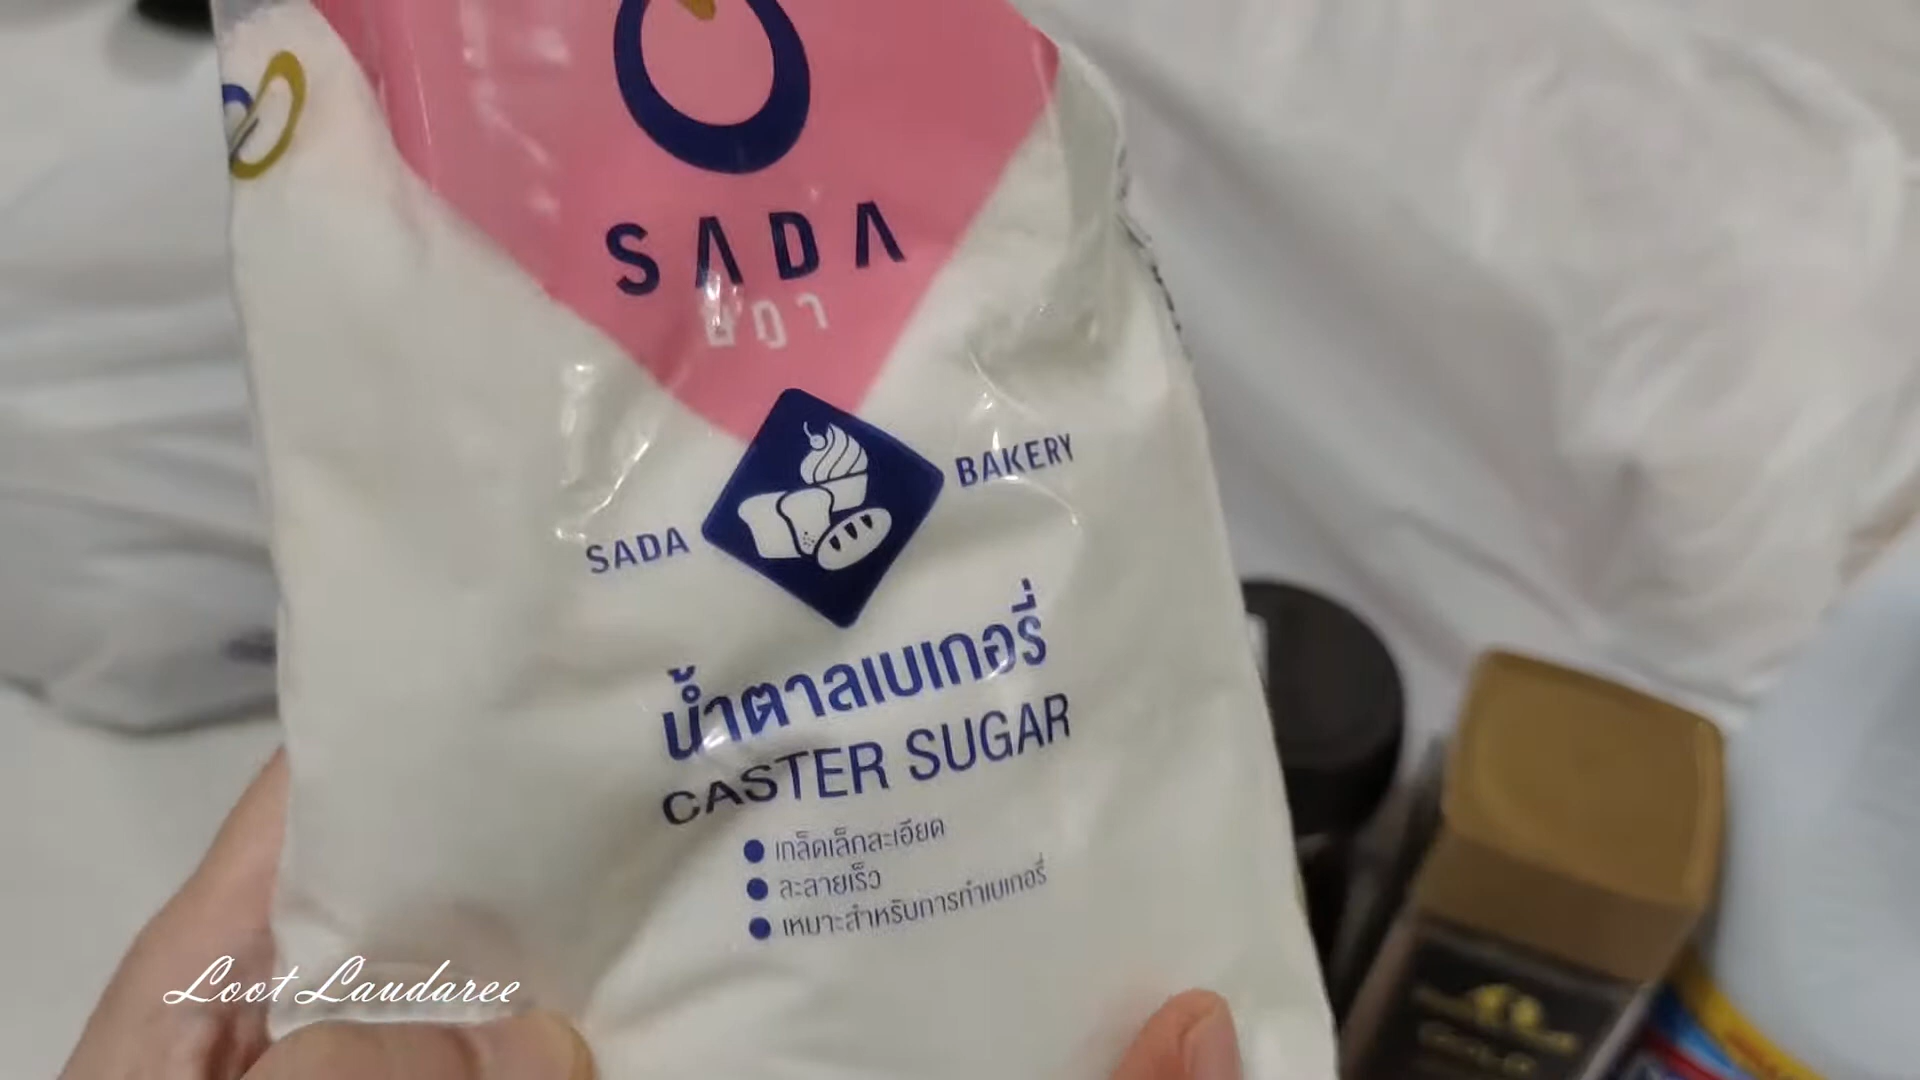 SADA
ษดา
SADA
BAKERY
น้ำตาลเบเกอรี่
CASTER SUGAR
เกล็ดเล็กละเอียด
ละลายเร็ว
เหมาะสำหรับการทำเบเกอรี่
Loot Laudaree